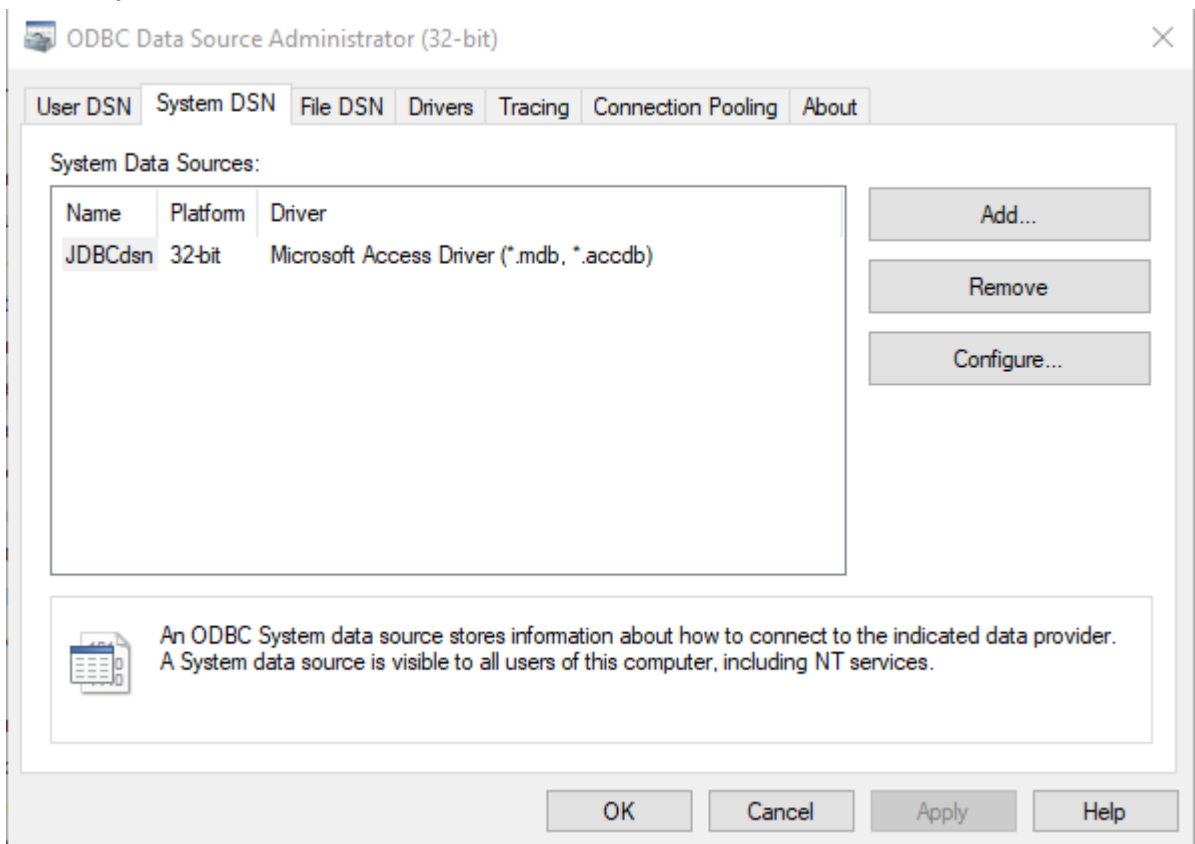 ODBC Data Source Administrator (32-bit)
User DSN System DSN File DSN Drivers Tracing Connection Pooling About
System Data Sources:
Name Platform Driver
JDBCdsn 32-bit Microsoft Access Driver (*.mdb, *.accdb)
Add...
Remove
Configure...
An ODBC System data source stores information about how to connect to the indicated data provider.
A System data source is visible to all users of this computer, including NT services.
OK Cancel Apply Help